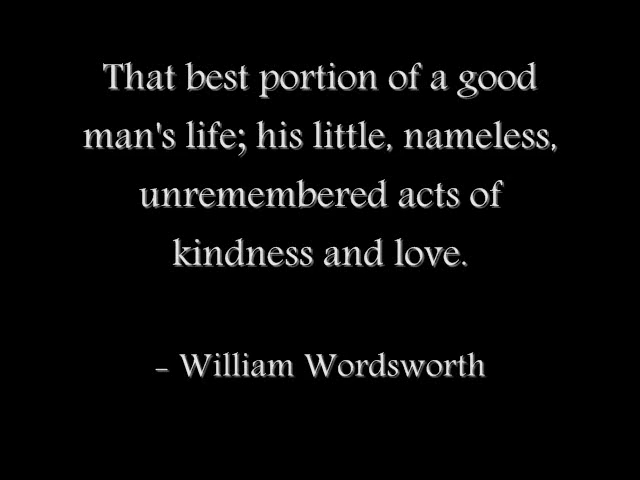 That best portion of a good
man's life; his little, nameless,
unremembered acts of
kindness and love.
- William Wordsworth